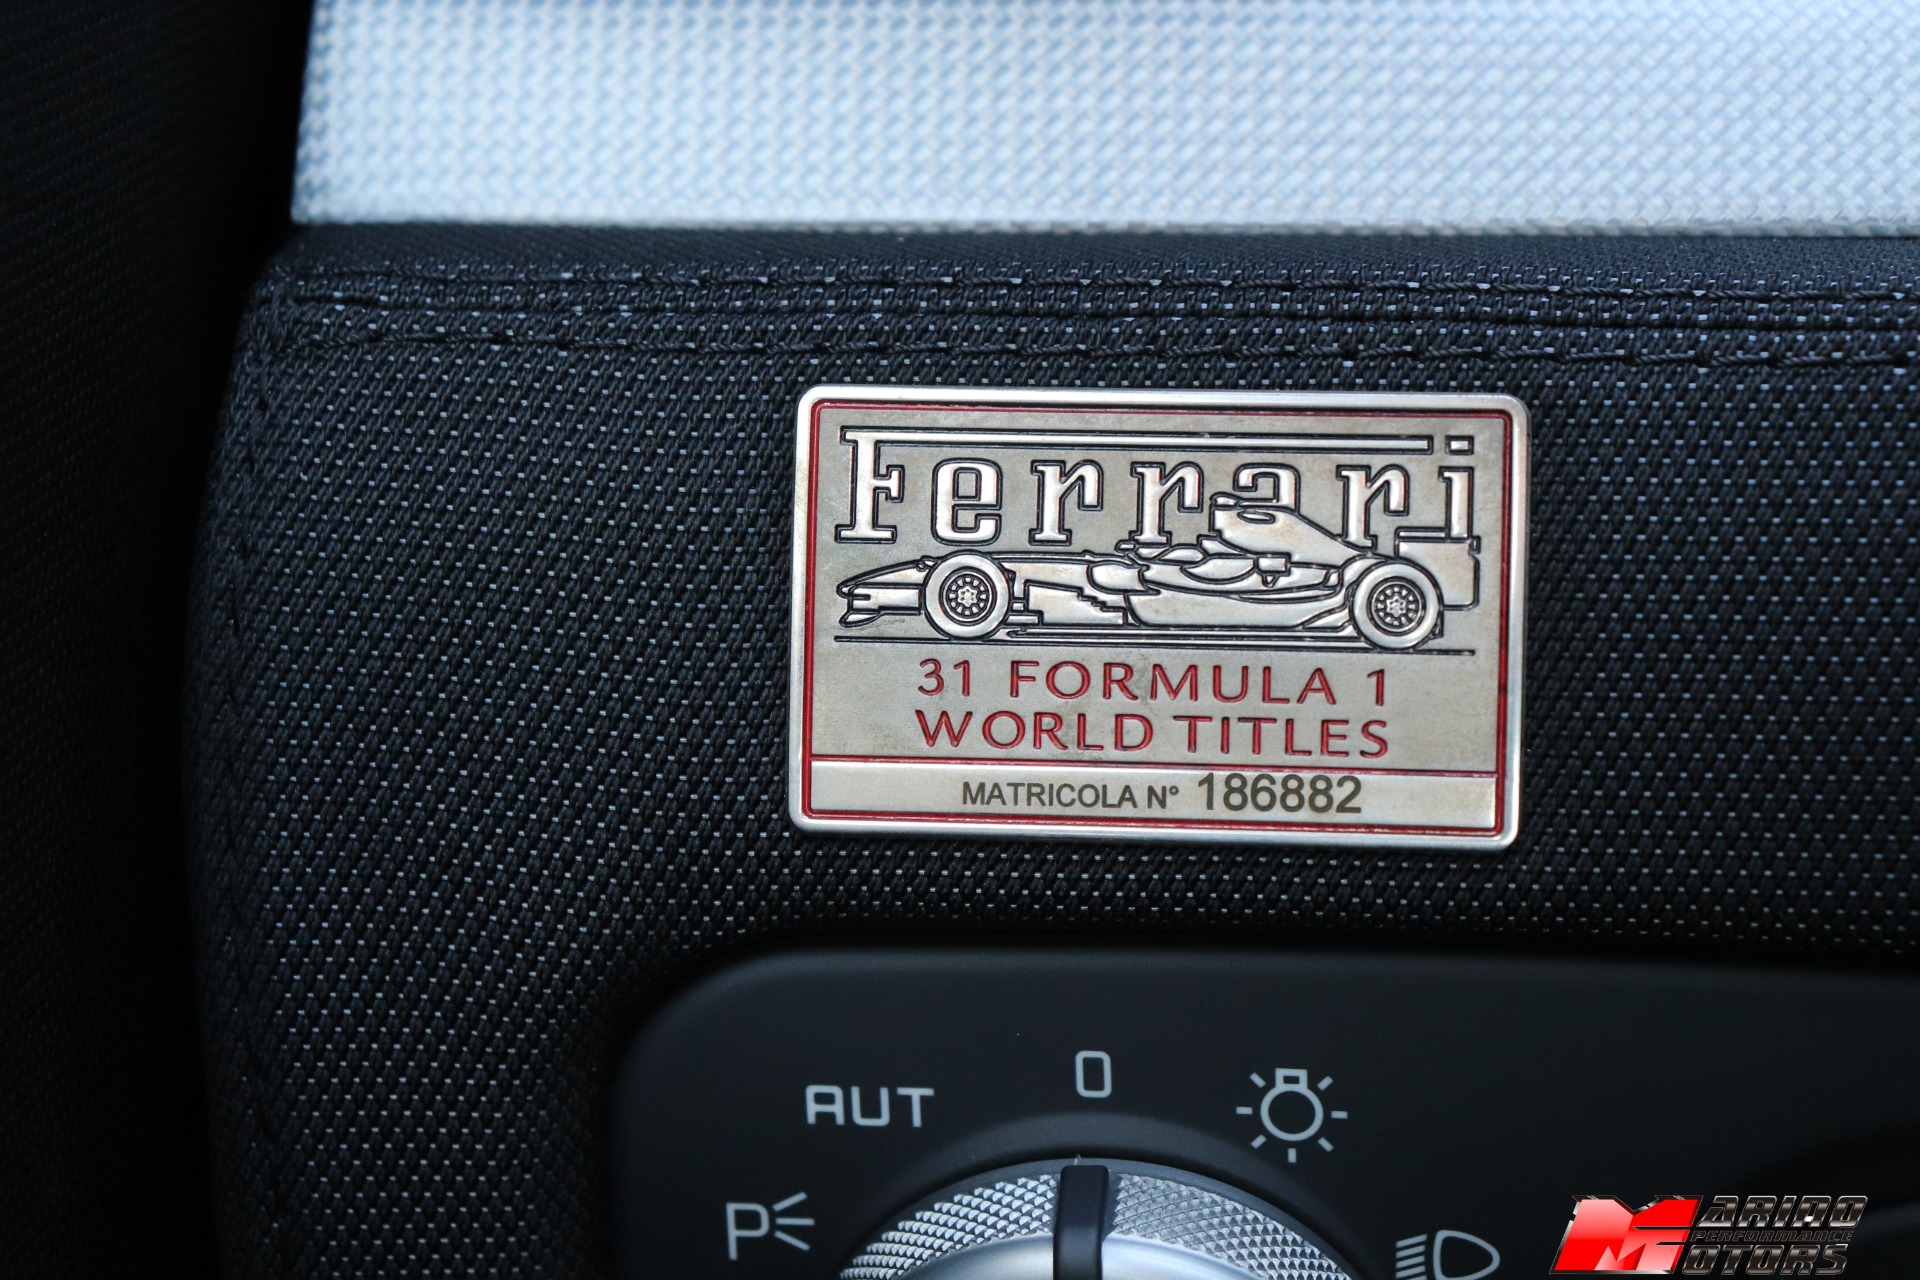 Ferrari
31 FORMULA 1
WORLD TITLES
MATRICOLA N° 186882
AUT
0
P
MARINO
PERFORMANCE
MOTORS